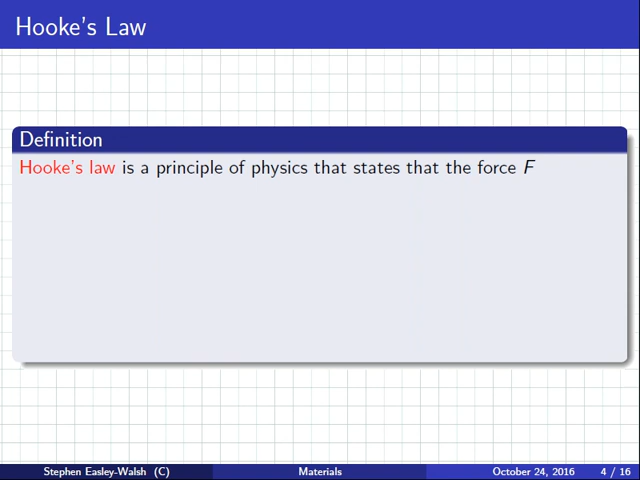 Hooke's Law
Definition
Hooke's law is a principle of physics that states that the force F
Stephen Easley-Walsh (C) Materials October 24, 2016 4 / 16